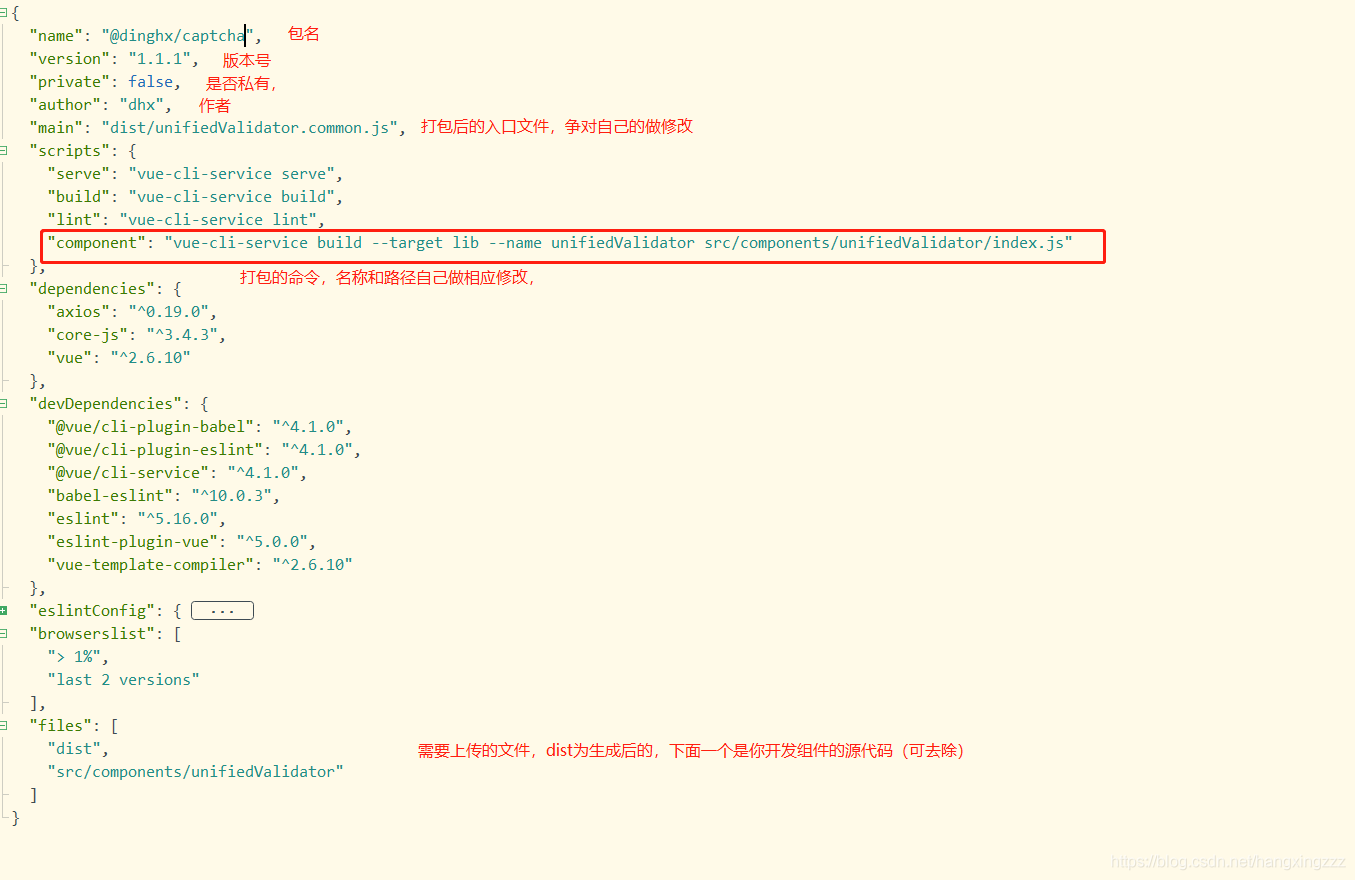 {
"name": "@dinghx/captcha", 包名
"version": "1.1.1", 版本号
"private": false, 是否私有，
"author": "dhx", 作者
"main": "dist/unifiedValidator.common.js", 打包后的入口文件，争对自己的做修改
"scripts": {
"serve": "vue-cli-service serve",
"build": "vue-cli-service build",
"lint": "vue-cli-service lint",
"component": "vue-cli-service build --target lib --name unifiedValidator src/components/unifiedValidator/index.js"
},
打包的命令，名称和路径自己做相应修改，
"dependencies": {
"axios": "^0.19.0",
"core-js": "^3.4.3",
"vue": "^2.6.10"
},
"devDependencies": {
"@vue/cli-plugin-babel": "^4.1.0",
"@vue/cli-plugin-eslint": "^4.1.0",
"@vue/cli-service": "^4.1.0",
"babel-eslint": "^10.0.3",
"eslint": "^5.16.0",
"eslint-plugin-vue": "^5.0.0",
"vue-template-compiler": "^2.6.10"
},
"eslintConfig": { ...
"browserslist": [
"> 1%",
"last 2 versions"
],
"files": [
"dist", 需要上传的文件，dist为生成后的，下面一个是你开发组件的源代码（可去除）
"src/components/unifiedValidator"
]
}
https://blog.csdn.net/hangxingzzz